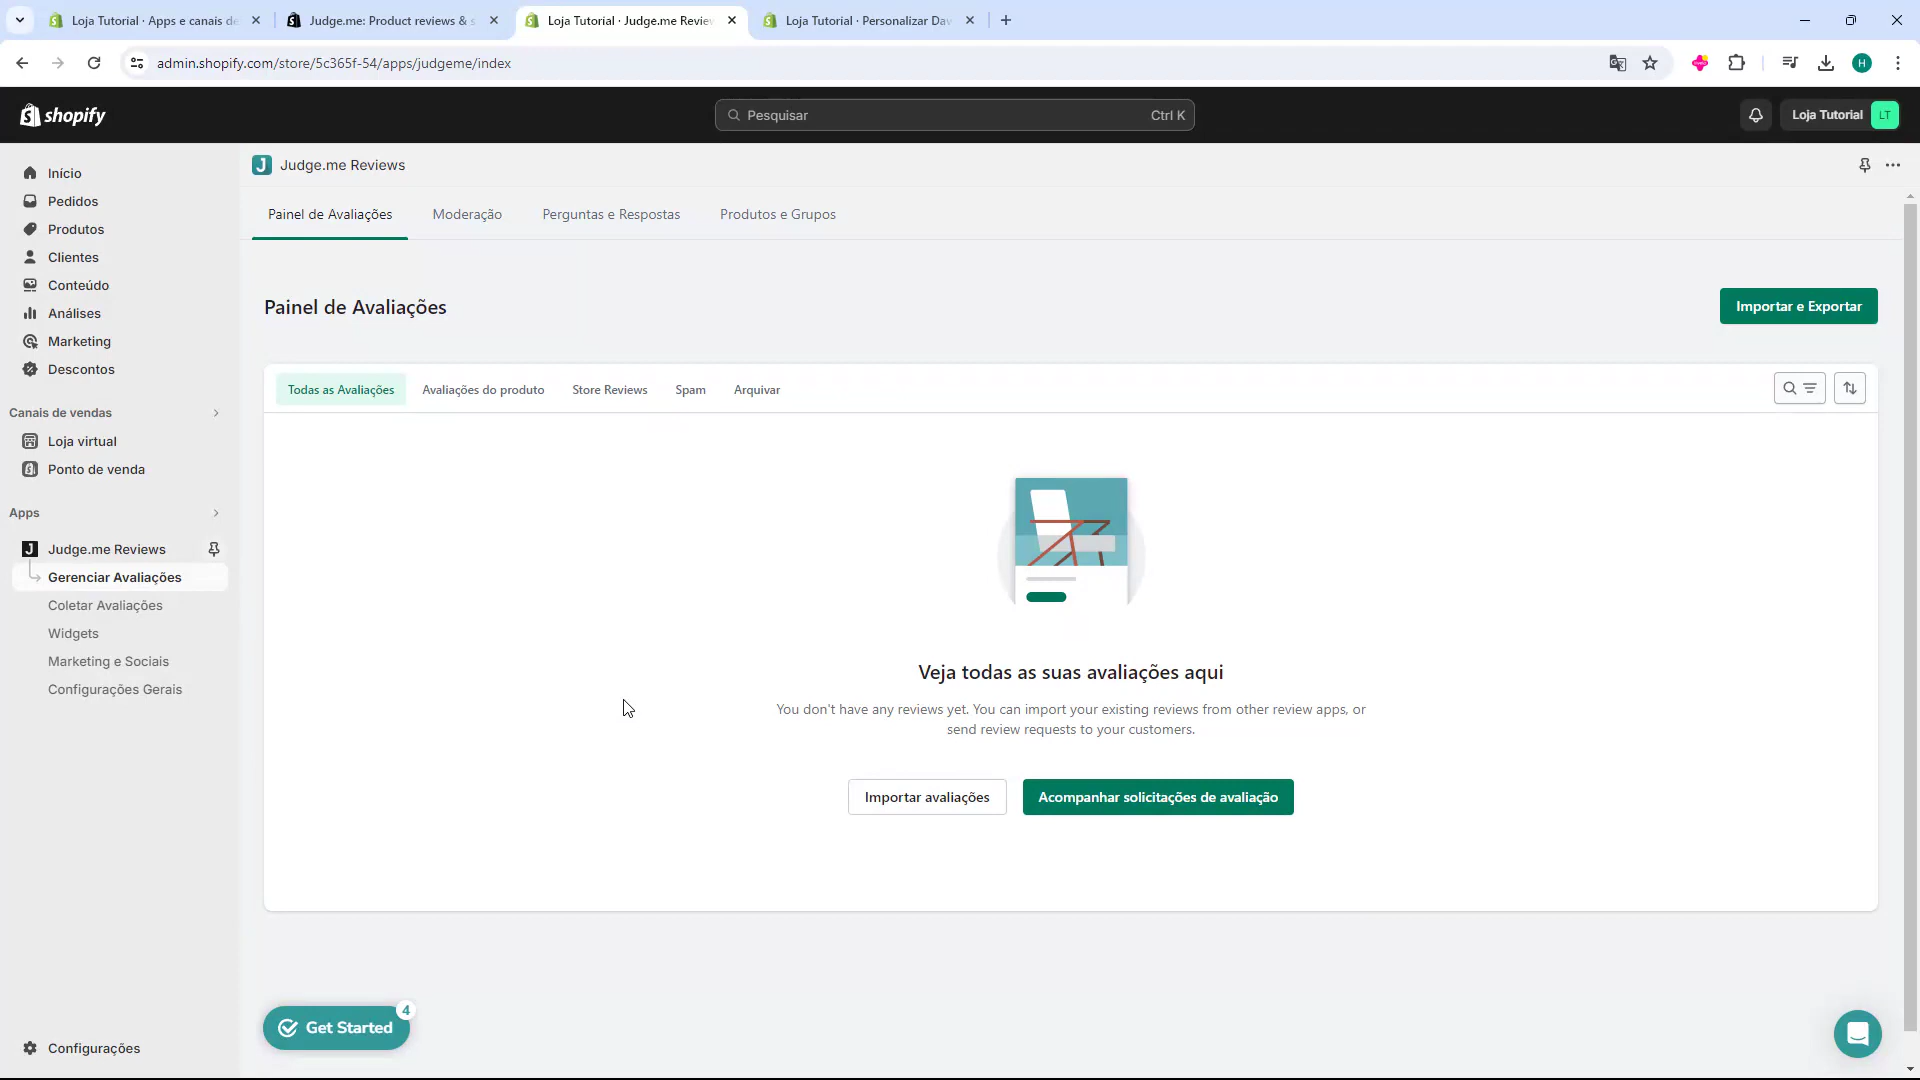 Loja Tutorial · Apps e canais de
Judge.me: Product reviews & s
Loja Tutorial · Judge.me Review
Loja Tutorial · Personalizar Daw
admin.shopify.com/store/5c365f-54/apps/judgeme/index
H
shopify
Pesquisar
Ctrl K
Loja Tutorial
LT
Início
Pedidos
Produtos
Clientes
Conteúdo
Análises
Marketing
Descontos
Canais de vendas
Loja virtual
Ponto de venda
Apps
J
Judge.me Reviews
Gerenciar Avaliações
Coletar Avaliações
Widgets
Marketing e Sociais
Configurações Gerais
Configurações
J
Judge.me Reviews
Painel de Avaliações
Moderação
Perguntas e Respostas
Produtos e Grupos
Painel de Avaliações
Importar e Exportar
Todas as Avaliações
Avaliações do produto
Store Reviews
Spam
Arquivar
Veja todas as suas avaliações aqui
You don't have any reviews yet. You can import your existing reviews from other review apps, or
send review requests to your customers.
Importar avaliações
Acompanhar solicitações de avaliação
Get Started
4